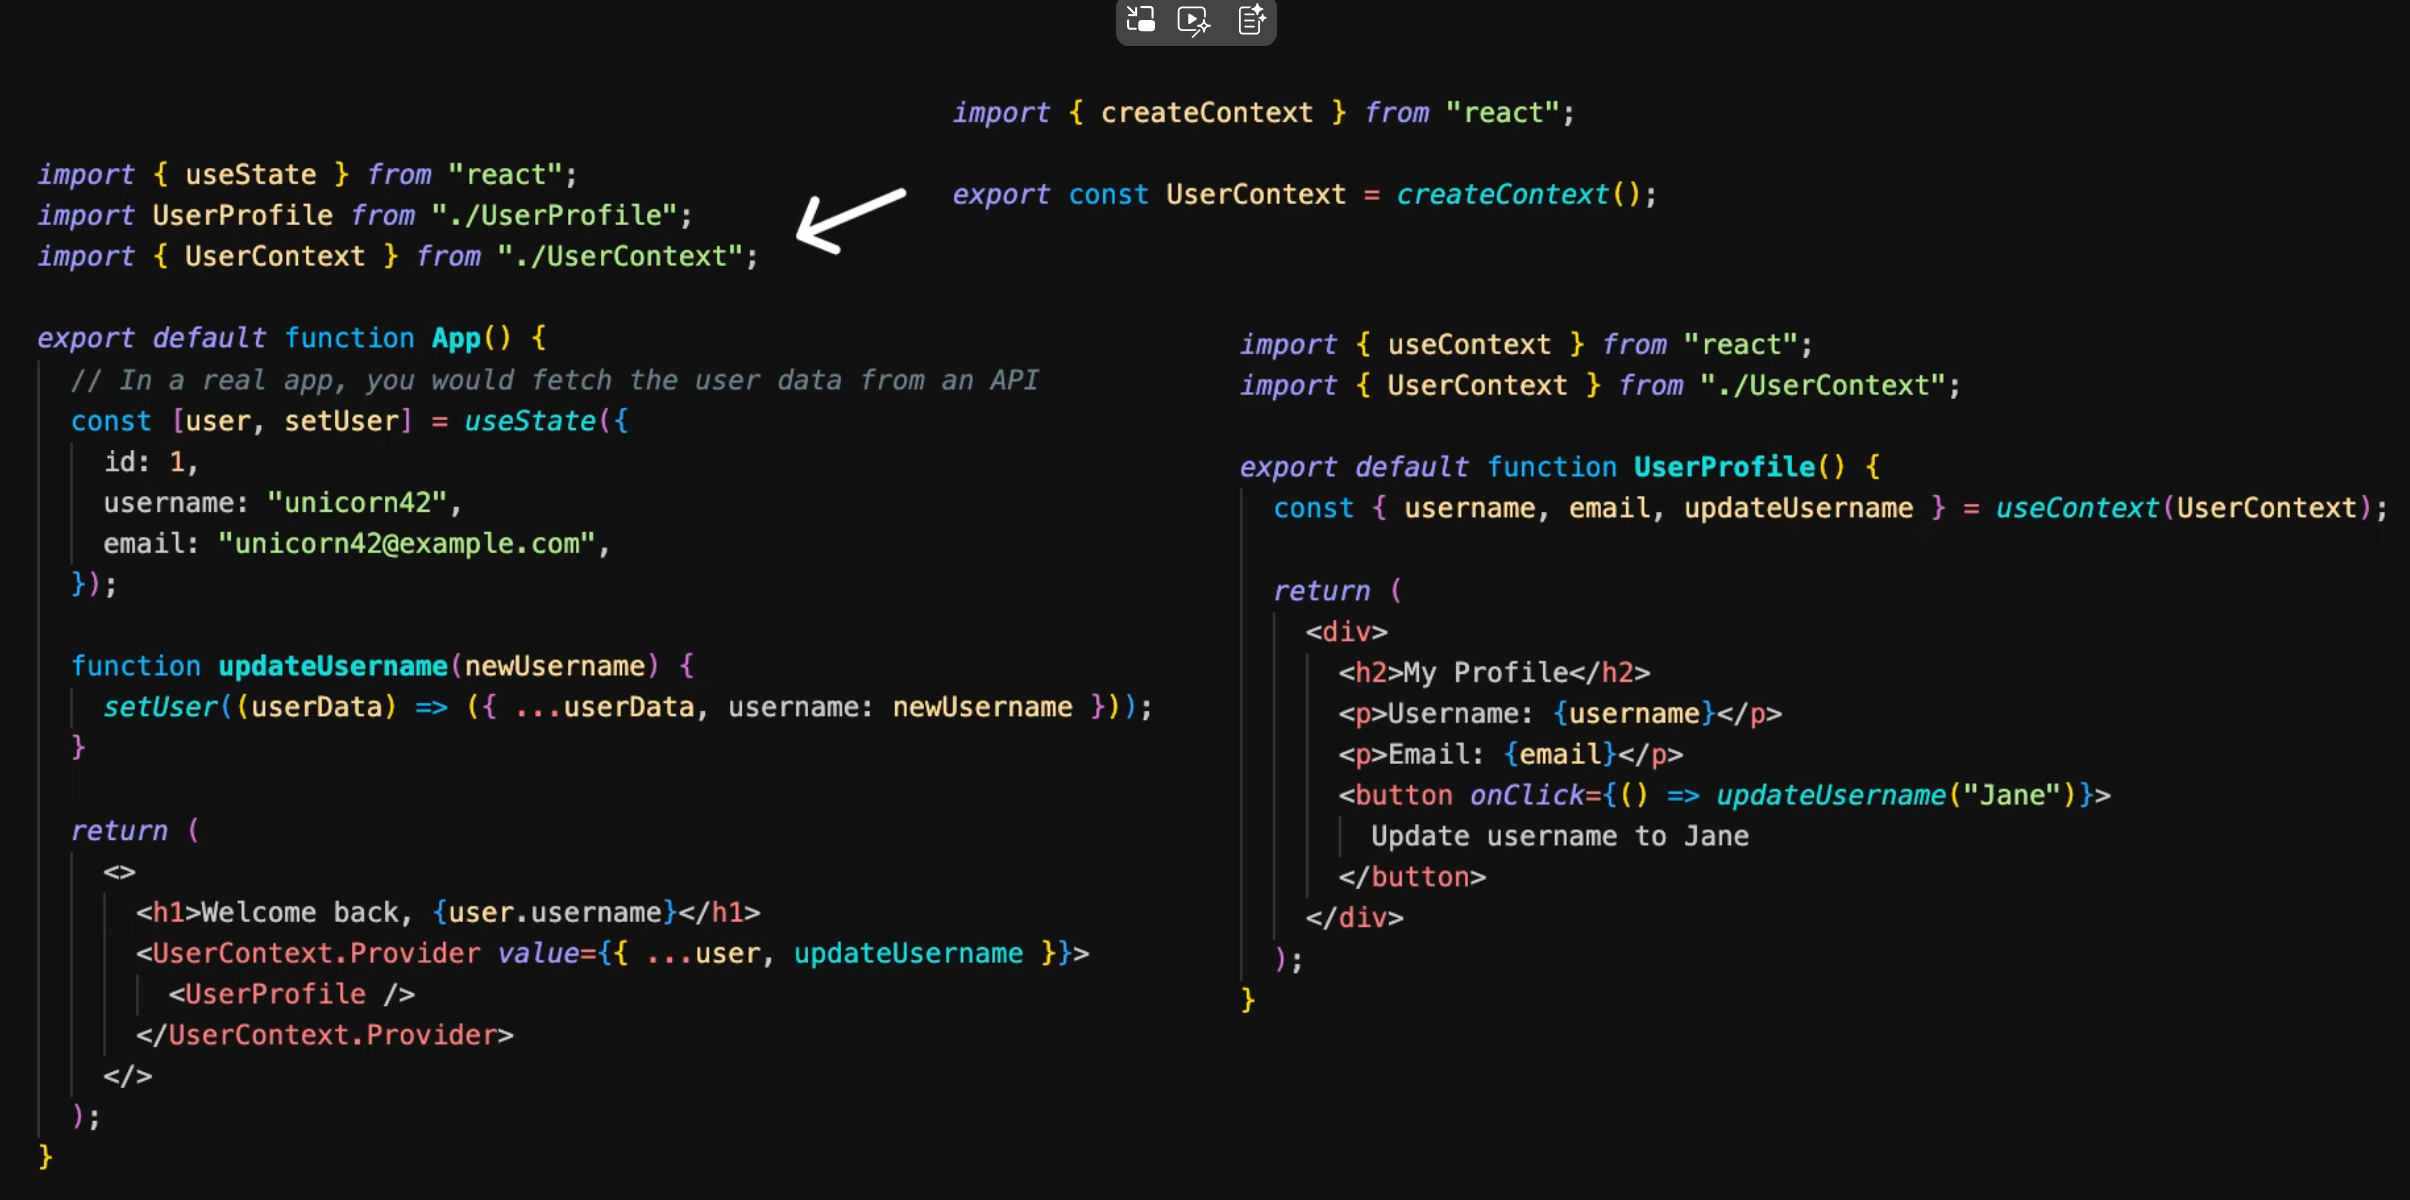 import { createContext } from "react";
export const UserContext = createContext();
import { useState } from "react";
import UserProfile from "./UserProfile";
import { UserContext } from "./UserContext";
export default function App() {
// In a real app, you would fetch the user data from an API
const [user, setUser] = useState({
id: 1,
username: "unicorn42",
email: "unicorn42@example.com",
});
function updateUsername(newUsername) {
setUser((userData) => ({ ...userData, username: newUsername }));
}
return (
<>
<h1>Welcome back, {user.username}</h1>
<UserContext.Provider value={{ ...user, updateUsername }}>
<UserProfile />
</UserContext.Provider>
</>
);
}
import { useContext } from "react";
import { UserContext } from "./UserContext";
export default function UserProfile() {
const { username, email, updateUsername } = useContext(UserContext);
return (
<div>
<h2>My Profile</h2>
<p>Username: {username}</p>
<p>Email: {email}</p>
<button onClick={() => updateUsername("Jane")}>
Update username to Jane
</button>
</div>
);
}